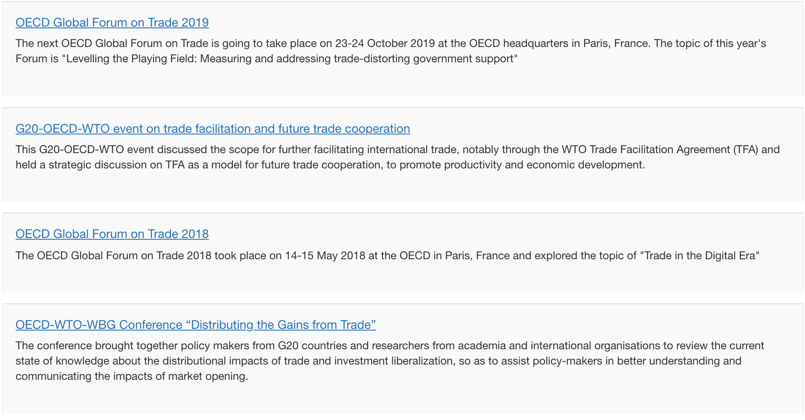 OECD Global Forum on Trade 2019
The next OECD Global Forum on Trade is going to take place on 23-24 October 2019 at the OECD headquarters in Paris, France. The topic of this year's
Forum is "Levelling the Playing Field: Measuring and addressing trade-distorting government support"
G20-OECD-WTO event on trade facilitation and future trade cooperation
This G20-OECD-WTO event discussed the scope for further facilitating international trade, notably through the WTO Trade Facilitation Agreement (TFA) and
held a strategic discussion on TFA as a model for future trade cooperation, to promote productivity and economic development.
OECD Global Forum on Trade 2018
The OECD Global Forum on Trade 2018 took place on 14-15 May 2018 at the OECD in Paris, France and explored the topic of "Trade in the Digital Era"
OECD-WTO-WBG Conference “Distributing the Gains from Trade”
The conference brought together policy makers from G20 countries and researchers from academia and international organisations to review the current
state of knowledge about the distributional impacts of trade and investment liberalization, so as to assist policy-makers in better understanding and
communicating the impacts of market opening.